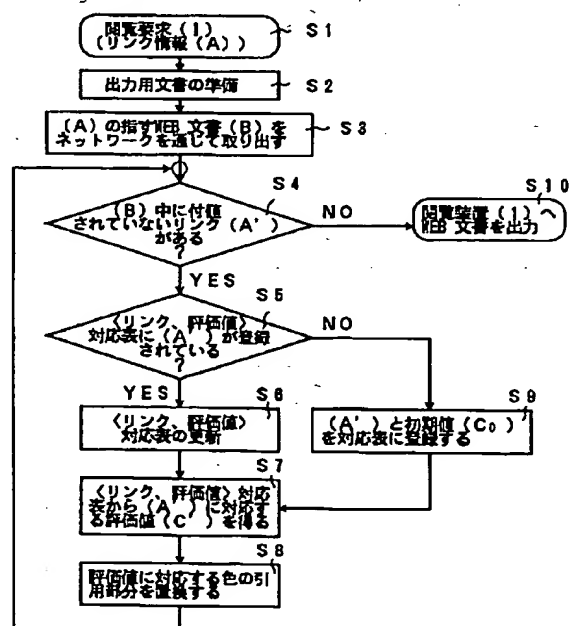 閲覧要求(1)
(リンク情報(A))
S1
出力用文書の準備
S2
(A)の指すWEB文書(B)を
ネットワークを通じて取り出す
S3
S4
(B)中に付値
されていないリンク(A')
がある
?
NO
S10
閲覧装置(1)へ
WEB文書を出力
YES
S5
〈リンク、評価値〉
対応表に(A')が登録
されている
?
NO
YES
S6
〈リンク、評価値〉
対応表の更新
S9
(A')と初期値(C₀)
を対応表に登録する
S7
〈リンク、評価値〉対応
表から(A')に対応す
る評価値(C')を得る
S8
評価値に対応する色の引
用部分を置換する